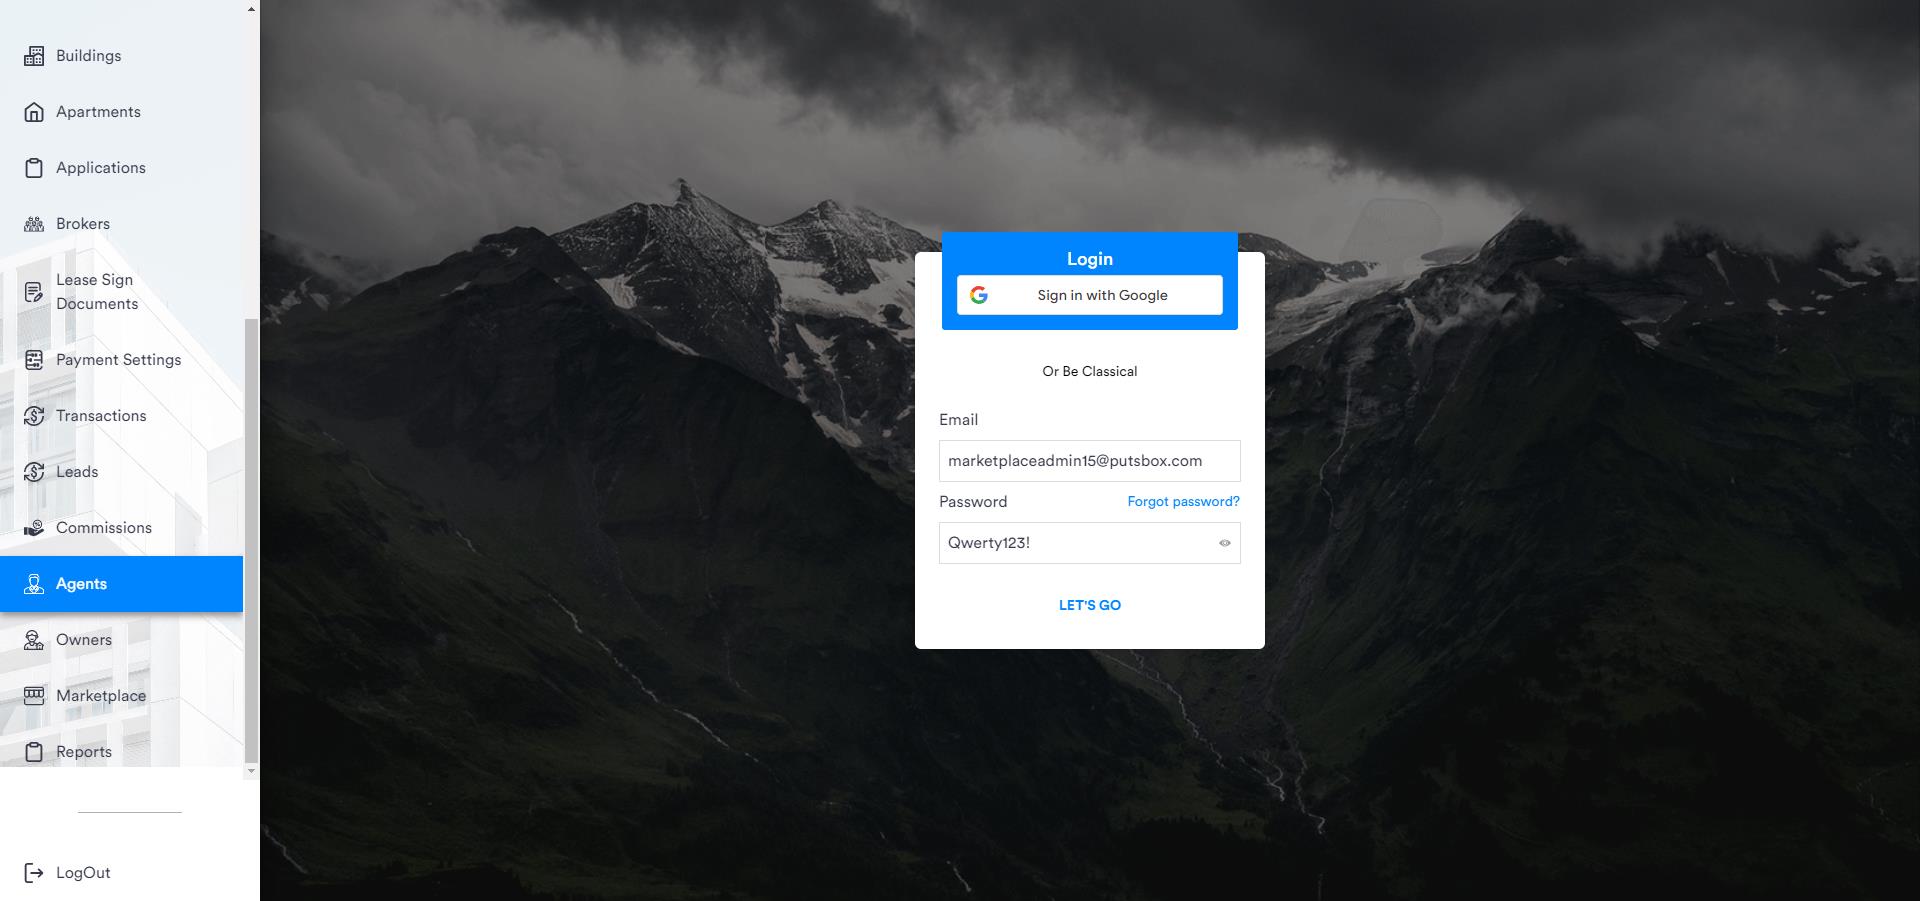 Buildings
Apartments
Applications
Brokers
Lease Sign
Documents
Payment Settings
Transactions
Leads
Commissions
Agents
Owners
Marketplace
Reports
LogOut
Login
Sign in with Google
Or Be Classical
Email
marketplaceadmin15@putsbox.com
Password
Forgot password?
Qwerty123!
LET'S GO